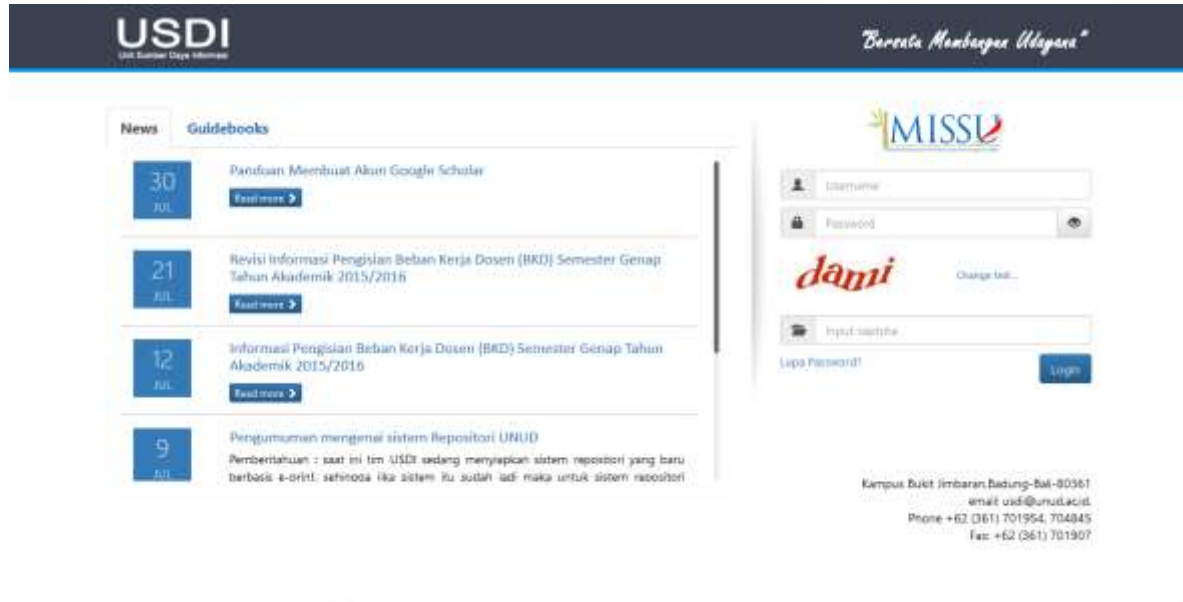 USDI
Unit Sumber Daya Informasi
"Bersatu Membangun Udayana"
News Guidebooks
30
JUL
Panduan Membuat Akun Google Scholar
Read more
21
JUL
Revisi Informasi Pengisian Beban Kerja Dosen (BKD) Semester Genap
Tahun Akademik 2015/2016
Read more
12
JUL
Informasi Pengisian Beban Kerja Dosen (BKD) Semester Genap Tahun
Akademik 2015/2016
Read more
9
JUL
Pengumuman mengenai sistem Repositori UNUD
Pemberitahuan : saat ini tim USDI sedang menyiapkan sistem repositori yang baru
berbasis e-print, sehingga jika sistem itu sudah jadi maka untuk sistem repositori
IMISSU
Username
Password
dami
Change text...
Input captcha
Lupa Password?
Login
Kampus Bukit Jimbaran,Badung-Bali-80361
email: usdi@unud.ac.id.
Phone +62 (361) 701954, 704845
Fax: +62 (361) 701907